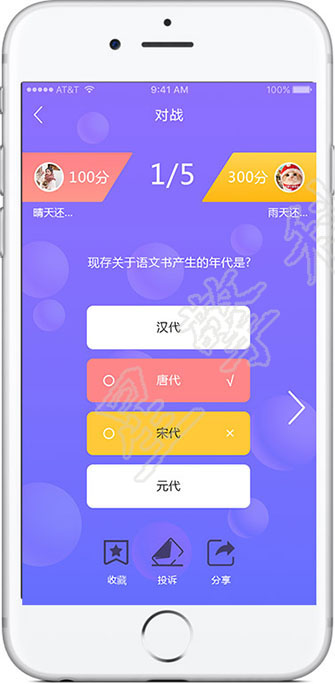 AT&T 9:41 AM 100%
对战
100分 1/5 300分
晴天还... 雨天还...
现存关于语文书产生的年代是?
汉代
唐代 √
宋代 ×
元代
收藏 投诉 分享